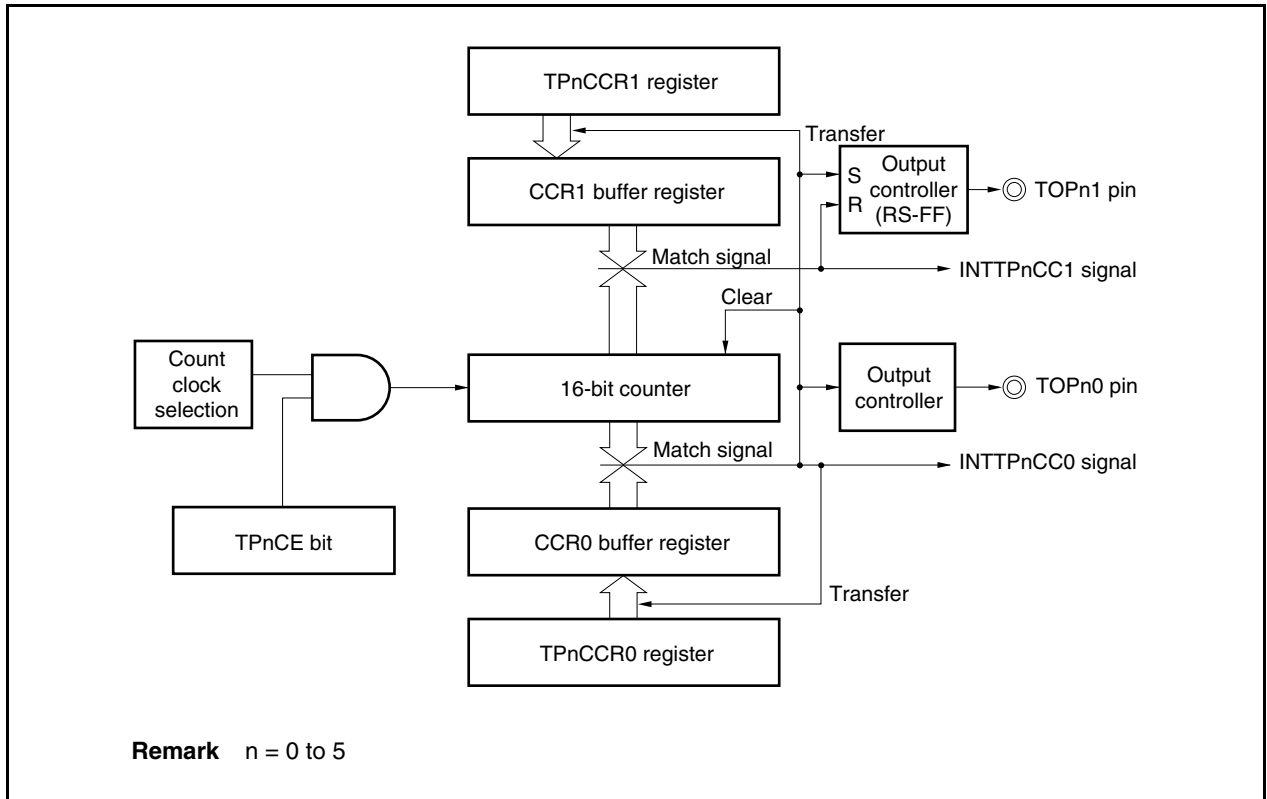 TPnCCR1 register
Transfer
CCR1 buffer register
S
R
Output
controller
(RS-FF)
TOPn1 pin
Match signal
INTTPnCC1 signal
Clear
Count
clock
selection
16-bit counter
Output
controller
TOPn0 pin
Match signal
INTTPnCC0 signal
TPnCE bit
CCR0 buffer register
Transfer
TPnCCR0 register
Remark n = 0 to 5